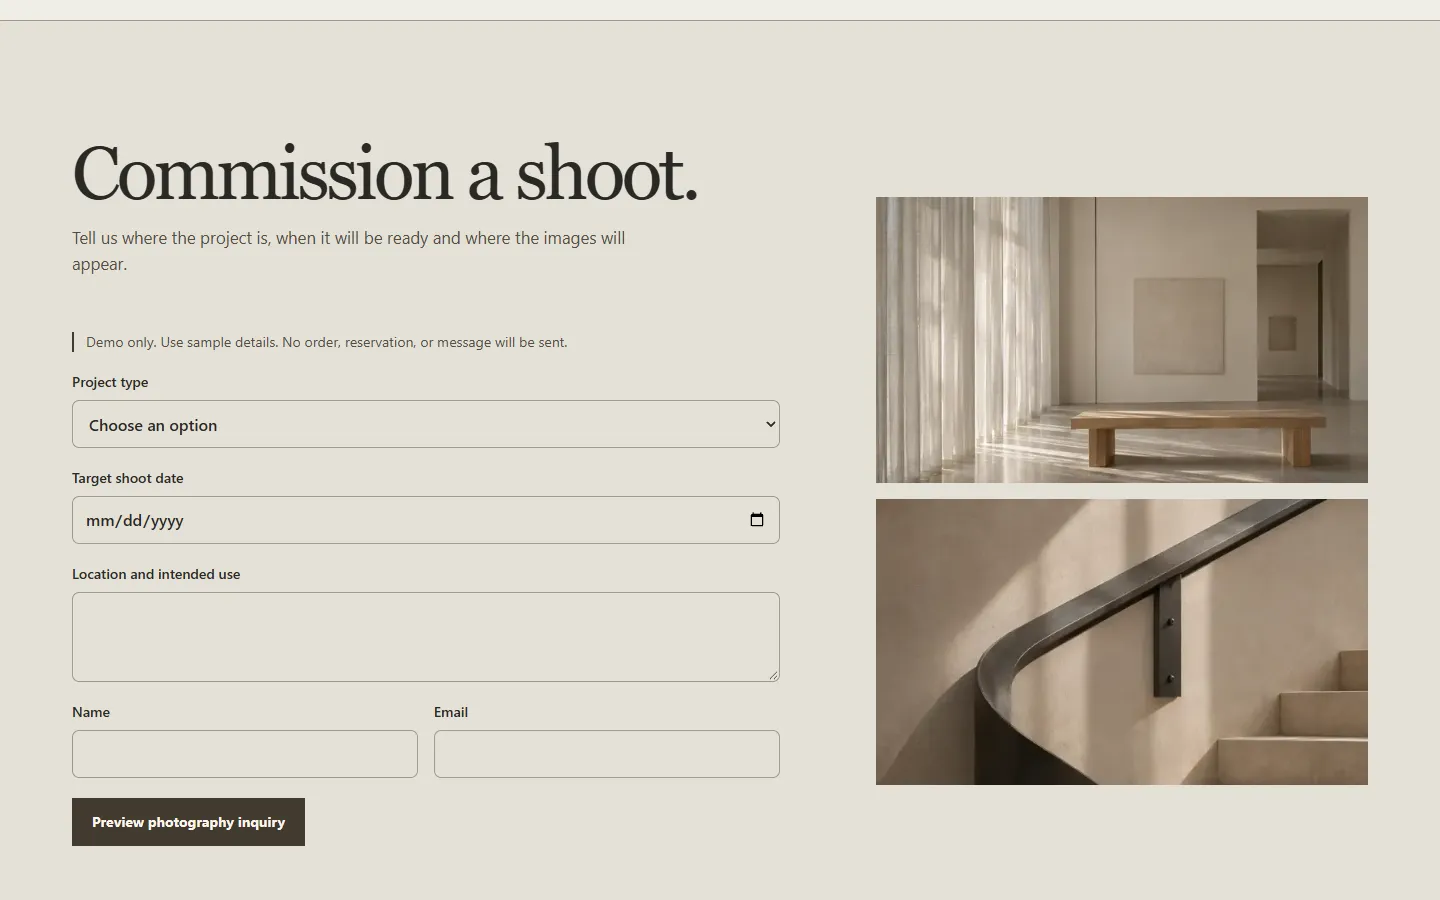 Commission a shoot.
Tell us where the project is, when it will be ready and where the images will
appear.
Demo only. Use sample details. No order, reservation, or message will be sent.
Project type
Choose an option
Target shoot date
mm/dd/yyyy
Location and intended use
Name
Email
Preview photography inquiry